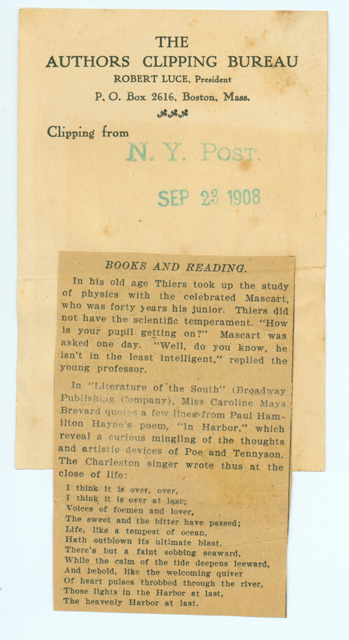 THE
AUTHORS CLIPPING BUREAU
ROBERT LUCE, President
P. O. Box 2616, Boston, Mass.
Clipping from
N. Y. POST.
SEP 23 1908
BOOKS AND READING.
In his old age Thiers took up the study
of physics with the celebrated Mascart,
who was forty years his junior. Thiers did
not have the scientific temperament. "How
is your pupil getting on?" Mascart was
asked one day. "Well, do you know, he
isn't in the least intelligent," replied the
young professor.
In "Literature of the South" (Broadway
Publishing Company), Miss Caroline Mays
Brevard quotes a few lines from Paul Ham-
ilton Hayne's poem, "In Harbor," which
reveal a curious mingling of the thoughts
and artistic devices of Poe and Tennyson.
The Charleston singer wrote thus at the
close of life:
I think it is over, over,
I think it is over at last;
Voices of foemen and lover,
The sweet and the bitter have passed;
Life, like a tempest of ocean,
Hath outblown its ultimate blast.
There's but a faint sobbing seaward,
While the calm of the tide deepens leeward,
And behold, like the welcoming quiver
Of heart pulses throbbed through the river,
Those lights in the Harbor at last,
The heavenly Harbor at last.